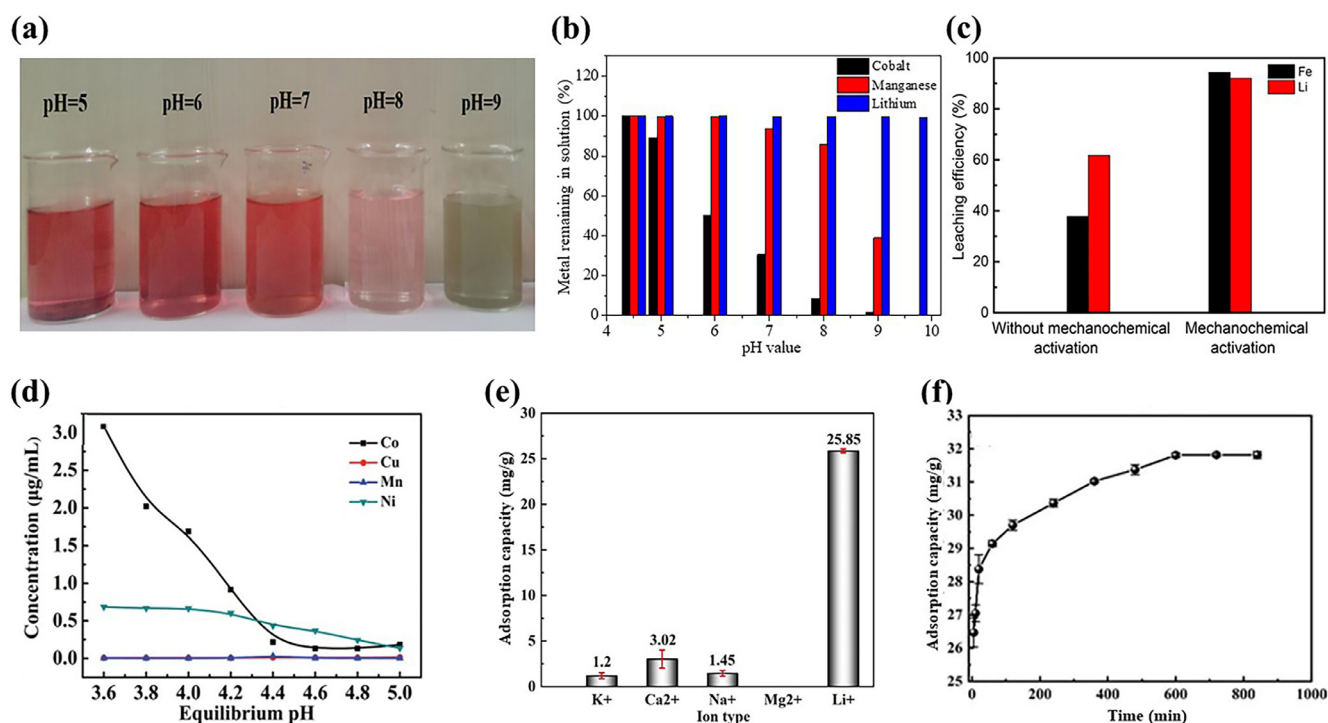 (a)
pH=5
pH=6
pH=7
pH=8
pH=9
(b)
Metal remaining in solution (%)
120
100
80
60
40
20
0
4
5
6
7
8
9
10
pH value
Cobalt
Manganese
Lithium
(c)
Leaching efficiency (%)
100
80
60
40
20
0
Fe
Li
Without mechanochemical
activation
Mechanochemical
activation
(d)
Concentration (µg/mL)
3.0
2.5
2.0
1.5
1.0
0.5
0.0
Co
Cu
Mn
Ni
3.6
3.8
4.0
4.2
4.4
4.6
4.8
5.0
Equilibrium pH
(e)
Adsorption capacity (mg/g)
30
25
20
15
10
5
0
1.2
3.02
1.45
25.85
K+
Ca2+
Na+
Mg2+
Li+
Ion type
(f)
Adsorption capacity (mg/g)
33
32
31
30
29
28
27
26
25
0
200
400
600
800
1000
Time (min)